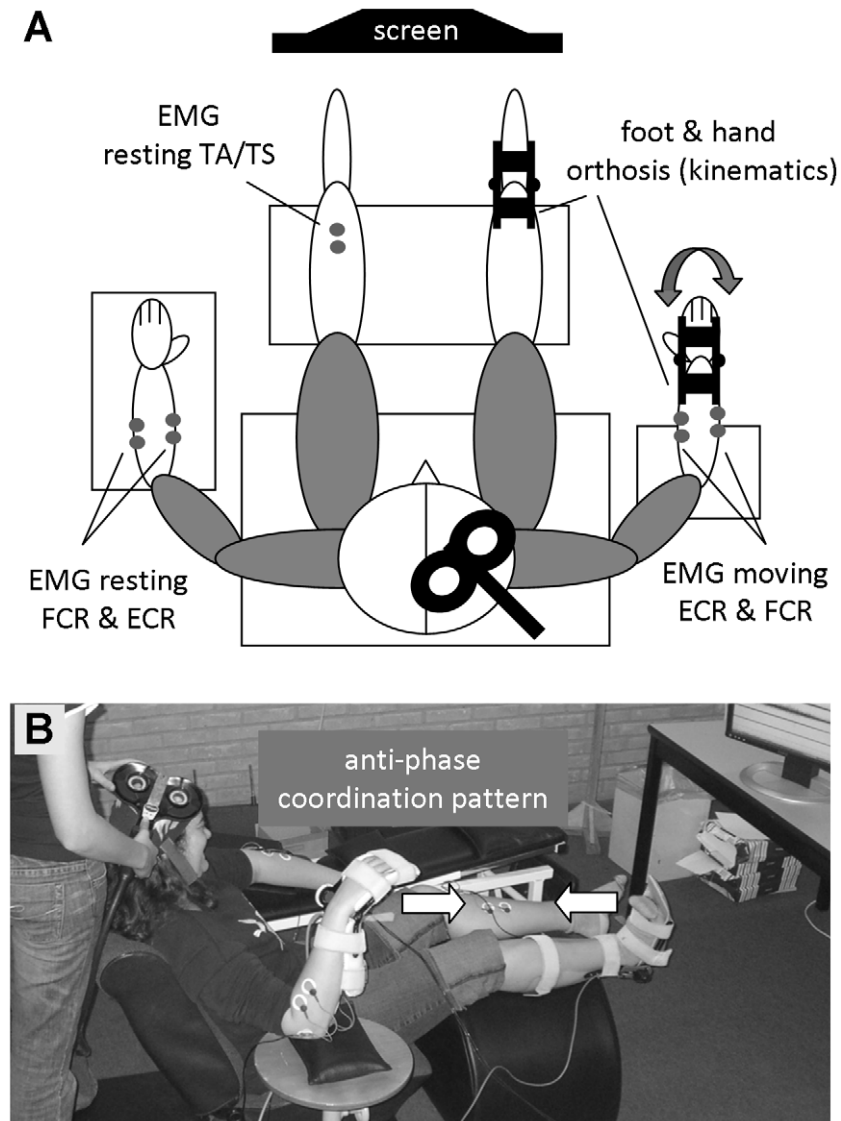 A
screen
EMG
resting TA/TS
foot & hand
orthosis (kinematics)
EMG resting
FCR & ECR
EMG moving
ECR & FCR
B
anti-phase
coordination pattern